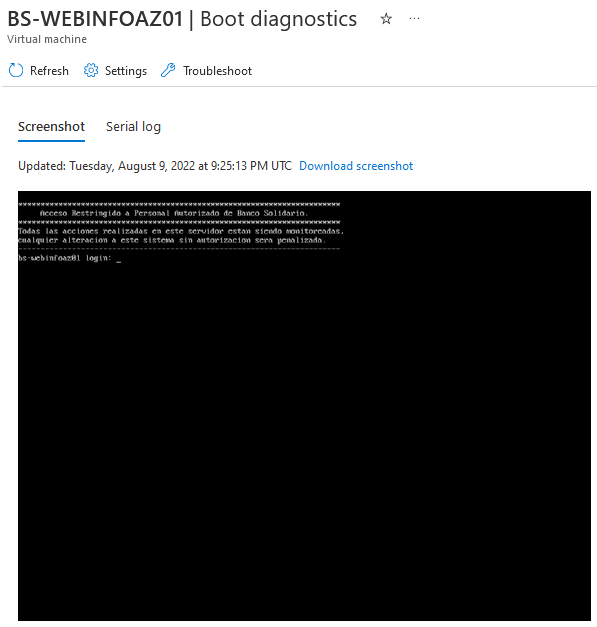 BS-WEBINFOAZ01 | Boot diagnostics
Virtual machine
Refresh Settings Troubleshoot
Screenshot Serial log
Updated: Tuesday, August 9, 2022 at 9:25:13 PM UTC Download screenshot
************************************************************************
Acceso Restringido a Personal Autorizado de Banco Solidario.
************************************************************************
Todas las acciones realizadas en este servidor estan siendo monitoreadas,
cualquier alteracion a este sistema sin autorizacion sera penalizada.
------------------------------------------------------------------------
bs-webinfoaz01 login: _